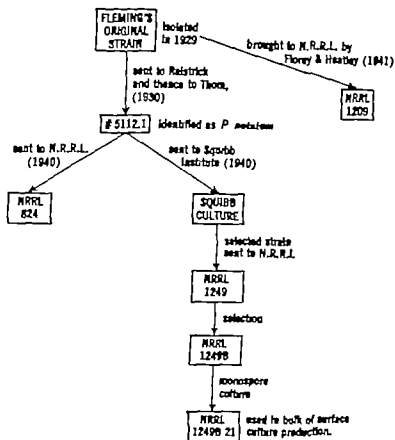 FLEMING'S
ORIGINAL
STRAIN
isolated
in 1929
brought to N.R.R.L. by
Florey & Heatley (1941)
NRRL
1209
sent to Raistrick
and thence to Thom,
(1930)
#5112.1
identified as P. notatum
sent to N.R.R.L.
(1940)
sent to Squibb
Institute (1940)
NRRL
824
SQUIBB
CULTURE
selected strain
sent to N.R.R.L
NRRL
1249
selection
NRRL
1249B
monospore
culture
NRRL
1249B 21
used in bulk of surface
culture production.